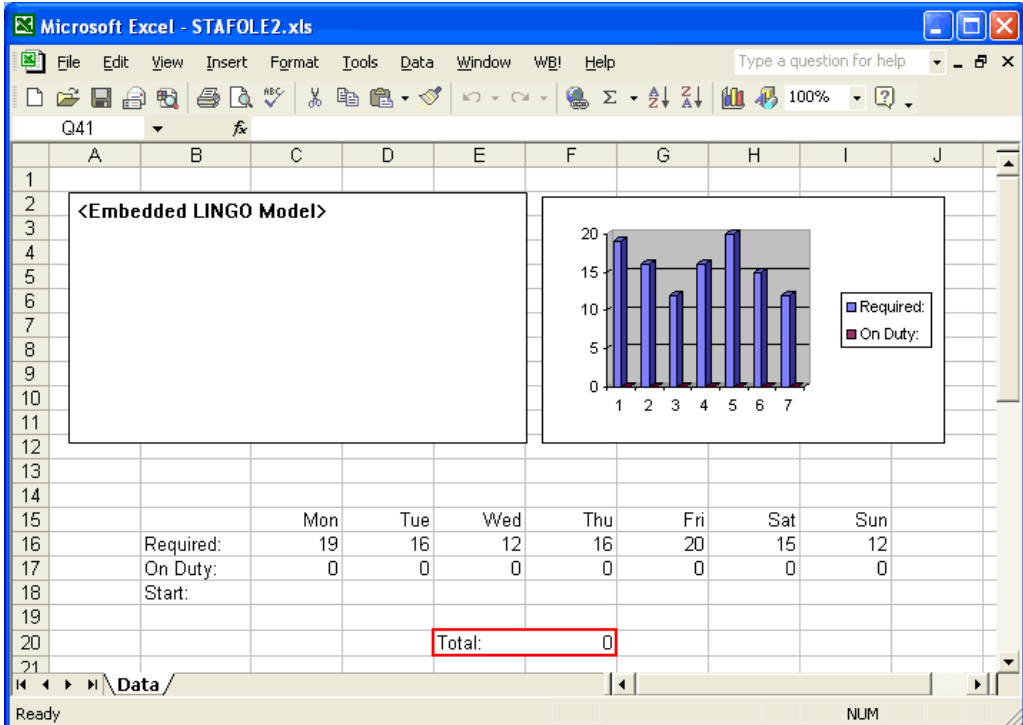 Microsoft Excel - STAFOLE2.xls
File Edit View Insert Format Tools Data Window WB! Help Type a question for help
ABC Σ A Z Z A 100% ?
Q41 fx
A B C D E F G H I J
1
2
3
4
5
6
7
8
9
10
11
12
13
14
15
16
17
18
19
20
21
<Embedded LINGO Model>
20
15
10
5
0
1 2 3 4 5 6 7
Required:
On Duty:
Mon Tue Wed Thu Fri Sat Sun
Required: 19 16 12 16 20 15 12
On Duty: 0 0 0 0 0 0 0
Start:
Total: 0
Data
Ready NUM